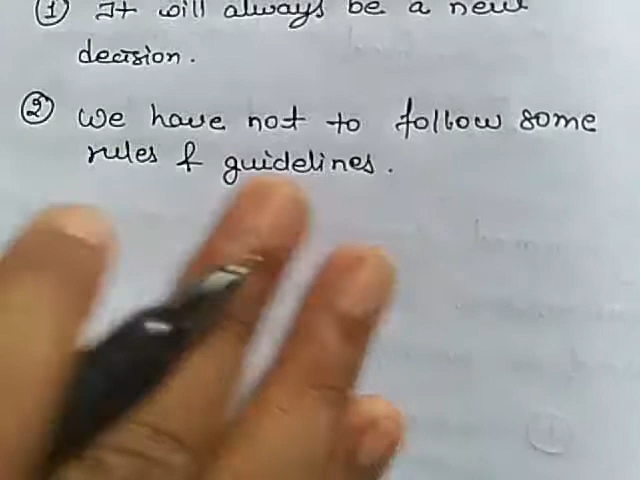 ① It will always be a new
decision.
② We have not to follow some
rules & guidelines.